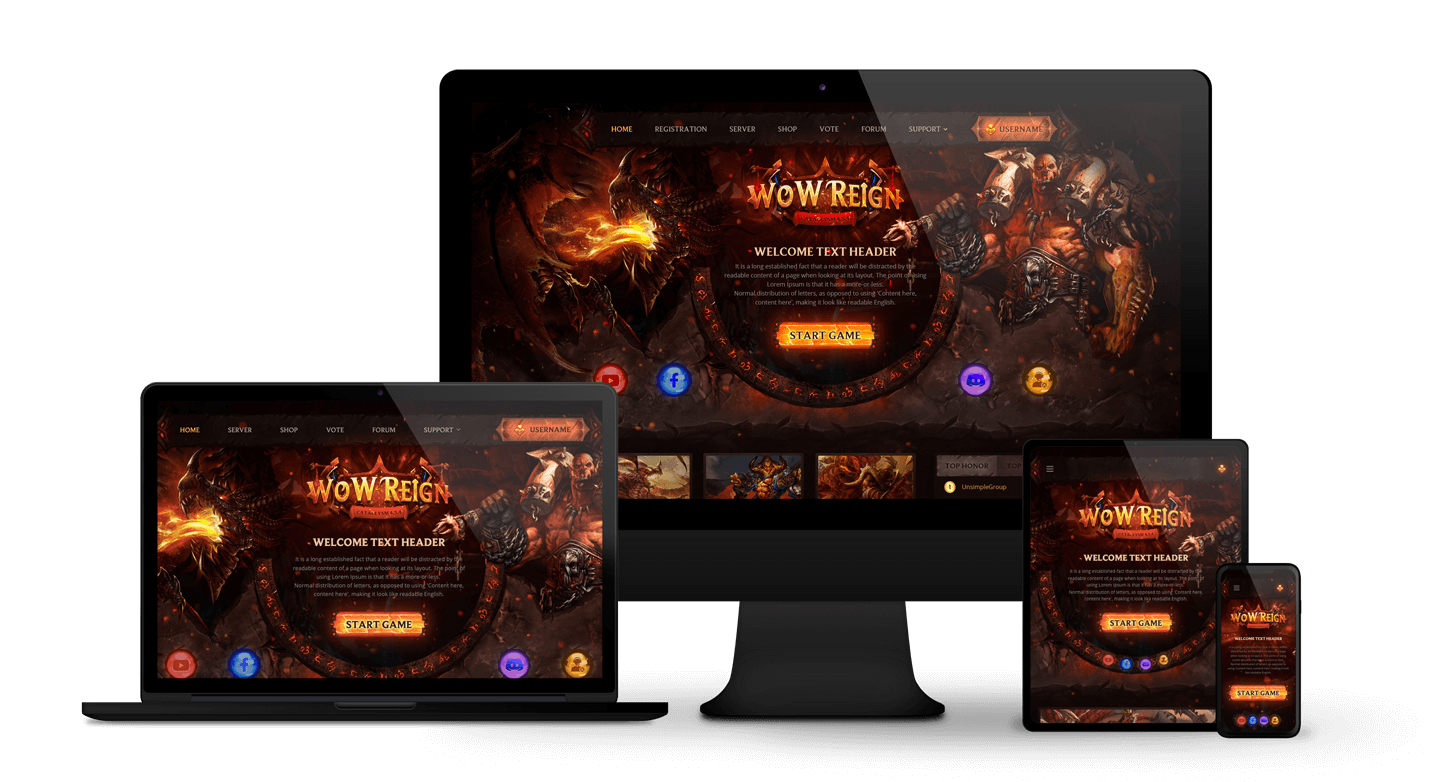 HOME REGISTRATION SERVER SHOP VOTE FORUM SUPPORT USERNAME
WOW REIGN
WELCOME TEXT HEADER
It is a long established fact that a reader will be distracted by the
readable content of a page when looking at its layout. The point of using
Lorem Ipsum is that it has a more-or-less.
Normal distribution of letters, as opposed to using 'Content here,
content here', making it look like readable English.
START GAME
TOP HONOR TOP
1 UnsimpleGroup
HOME SERVER SHOP VOTE FORUM SUPPORT USERNAME
WOW REIGN
CATACLYSM 4.3.4
WELCOME TEXT HEADER
It is a long established fact that a reader will be distracted by the
readable content of a page when looking at its layout. The point of
using Lorem Ipsum is that it has a more-or-less.
Normal distribution of letters, as opposed to using 'Content here,
content here', making it look like readable English.
START GAME
WOW REIGN
WELCOME TEXT HEADER
It is a long established fact that a reader will be distracted by the
readable content of a page when looking at its layout. The point of using
Lorem Ipsum is that it has a more-or-less.
Normal distribution of letters, as opposed to using 'Content here,
content here', making it look like readable English.
START GAME
WOW REIGN
WELCOME TEXT HEADER
START GAME